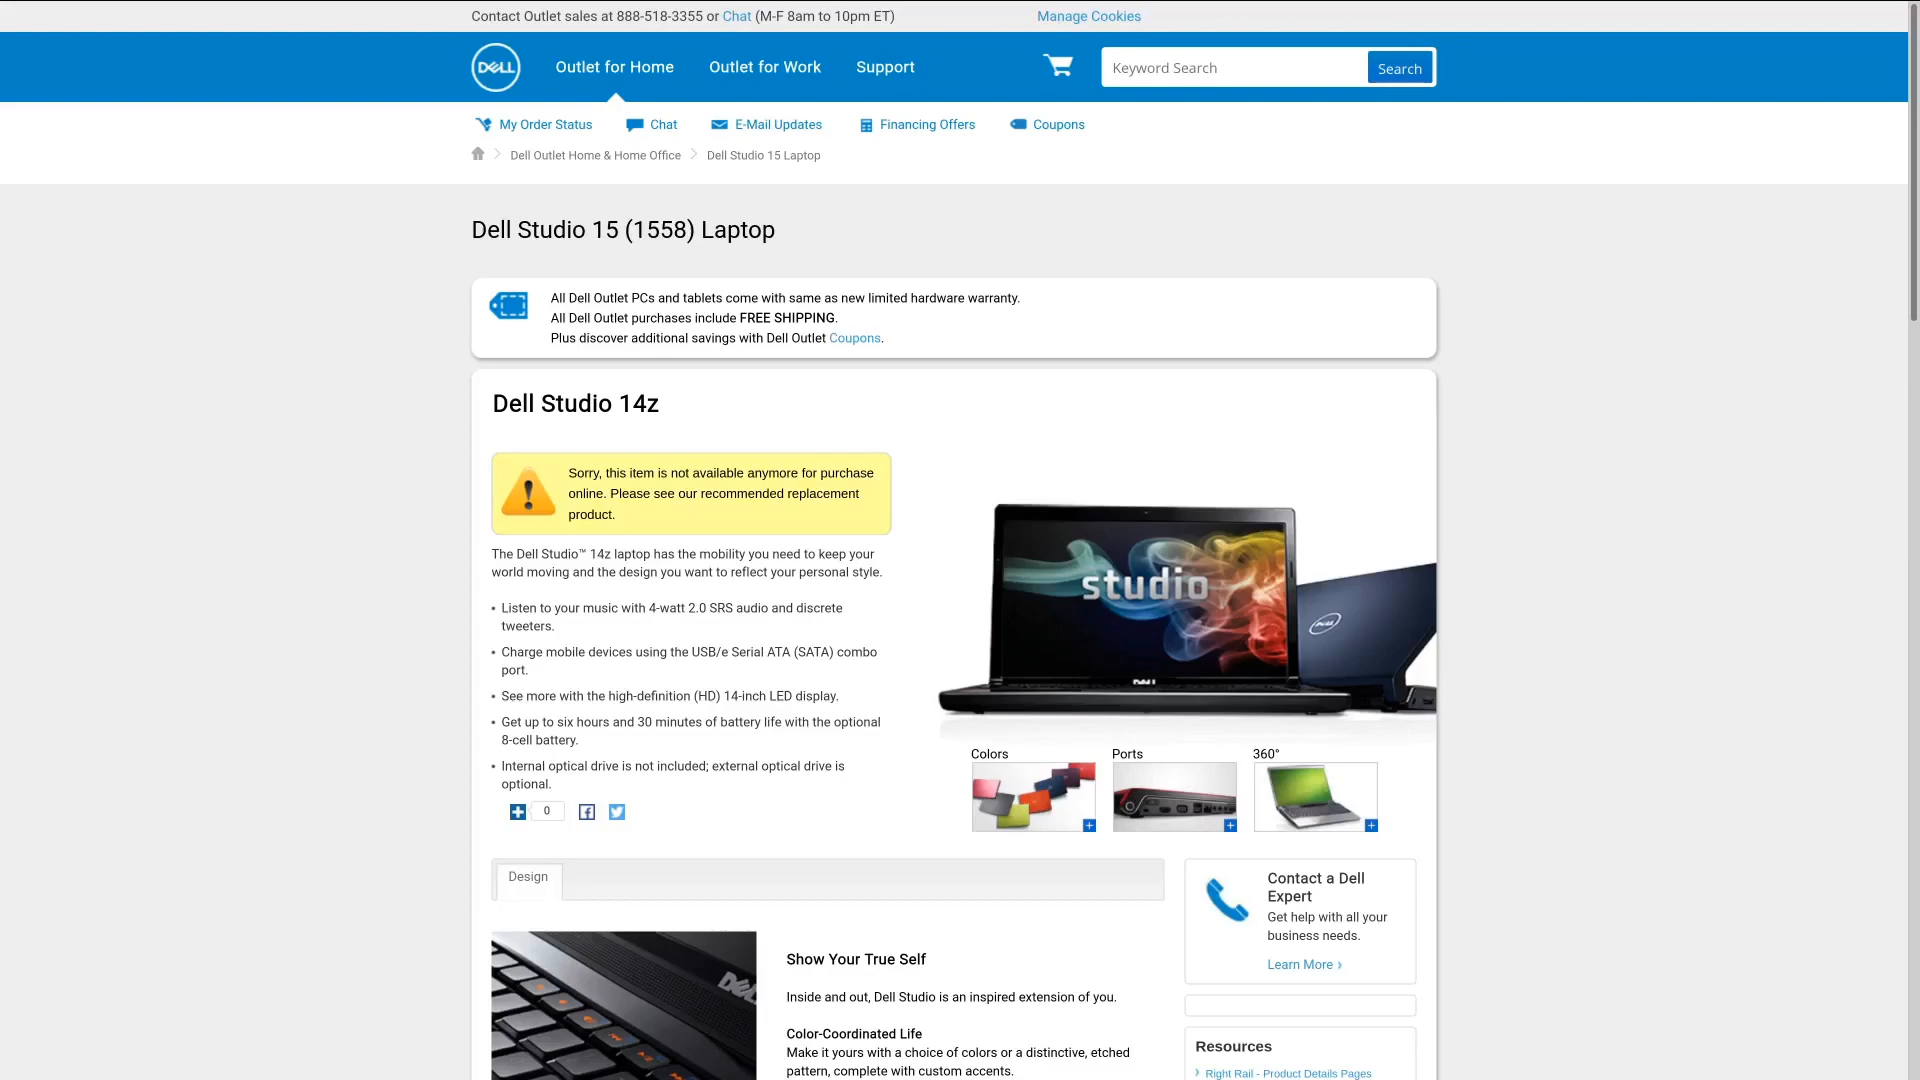 Contact Outlet sales at 888-518-3355 or Chat (M-F 8am to 10pm ET)
Manage Cookies
DELL
Outlet for Home
Outlet for Work
Support
Keyword Search
Search
My Order Status
Chat
E-Mail Updates
Financing Offers
Coupons
Dell Outlet Home & Home Office
Dell Studio 15 Laptop
Dell Studio 15 (1558) Laptop
All Dell Outlet PCs and tablets come with same as new limited hardware warranty.
All Dell Outlet purchases include FREE SHIPPING.
Plus discover additional savings with Dell Outlet Coupons.
Dell Studio 14z
Sorry, this item is not available anymore for purchase
online. Please see our recommended replacement
product.
The Dell Studio™ 14z laptop has the mobility you need to keep your
world moving and the design you want to reflect your personal style.
• Listen to your music with 4-watt 2.0 SRS audio and discrete
tweeters.
• Charge mobile devices using the USB/e Serial ATA (SATA) combo
port.
• See more with the high-definition (HD) 14-inch LED display.
• Get up to six hours and 30 minutes of battery life with the optional
8-cell battery.
• Internal optical drive is not included; external optical drive is
optional.
0
studio
DELL
DELL
Colors
Ports
360°
Design
DELL
Show Your True Self
Inside and out, Dell Studio is an inspired extension of you.
Color-Coordinated Life
Make it yours with a choice of colors or a distinctive, etched
pattern, complete with custom accents.
Contact a Dell
Expert
Get help with all your
business needs.
Learn More ›
Resources
› Right Rail - Product Details Pages